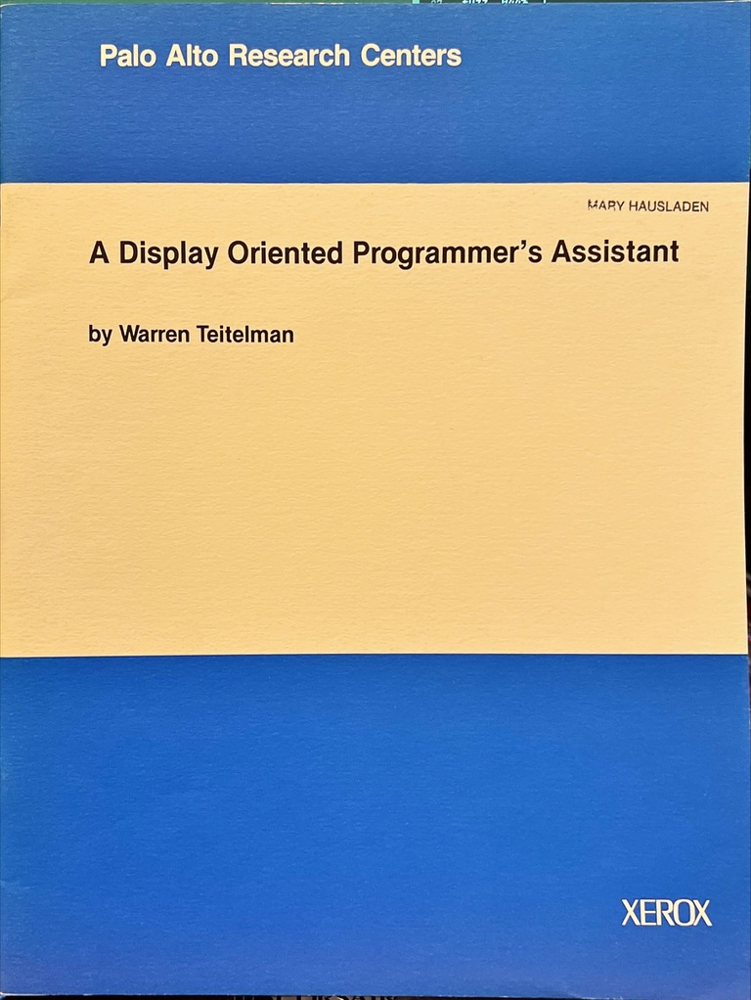 Palo Alto Research Centers
MARY HAUSLADEN
A Display Oriented Programmer’s Assistant
by Warren Teitelman
XEROX